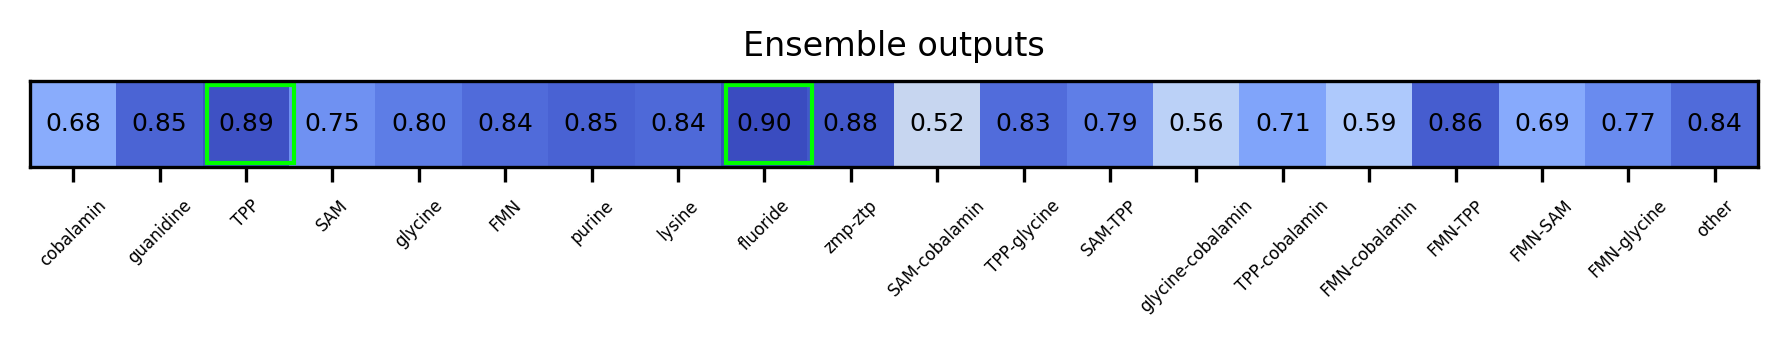 Ensemble outputs
0.68 0.85 0.89 0.75 0.80 0.84 0.85 0.84 0.90 0.88 0.52 0.83 0.79 0.56 0.71 0.59 0.86 0.69 0.77 0.84
cobalamin guanidine TPP SAM glycine FMN purine lysine fluoride zmp-ztp SAM-cobalamin TPP-glycine SAM-TPP glycine-cobalamin TPP-cobalamin FMN-cobalamin FMN-TPP FMN-SAM FMN-glycine other